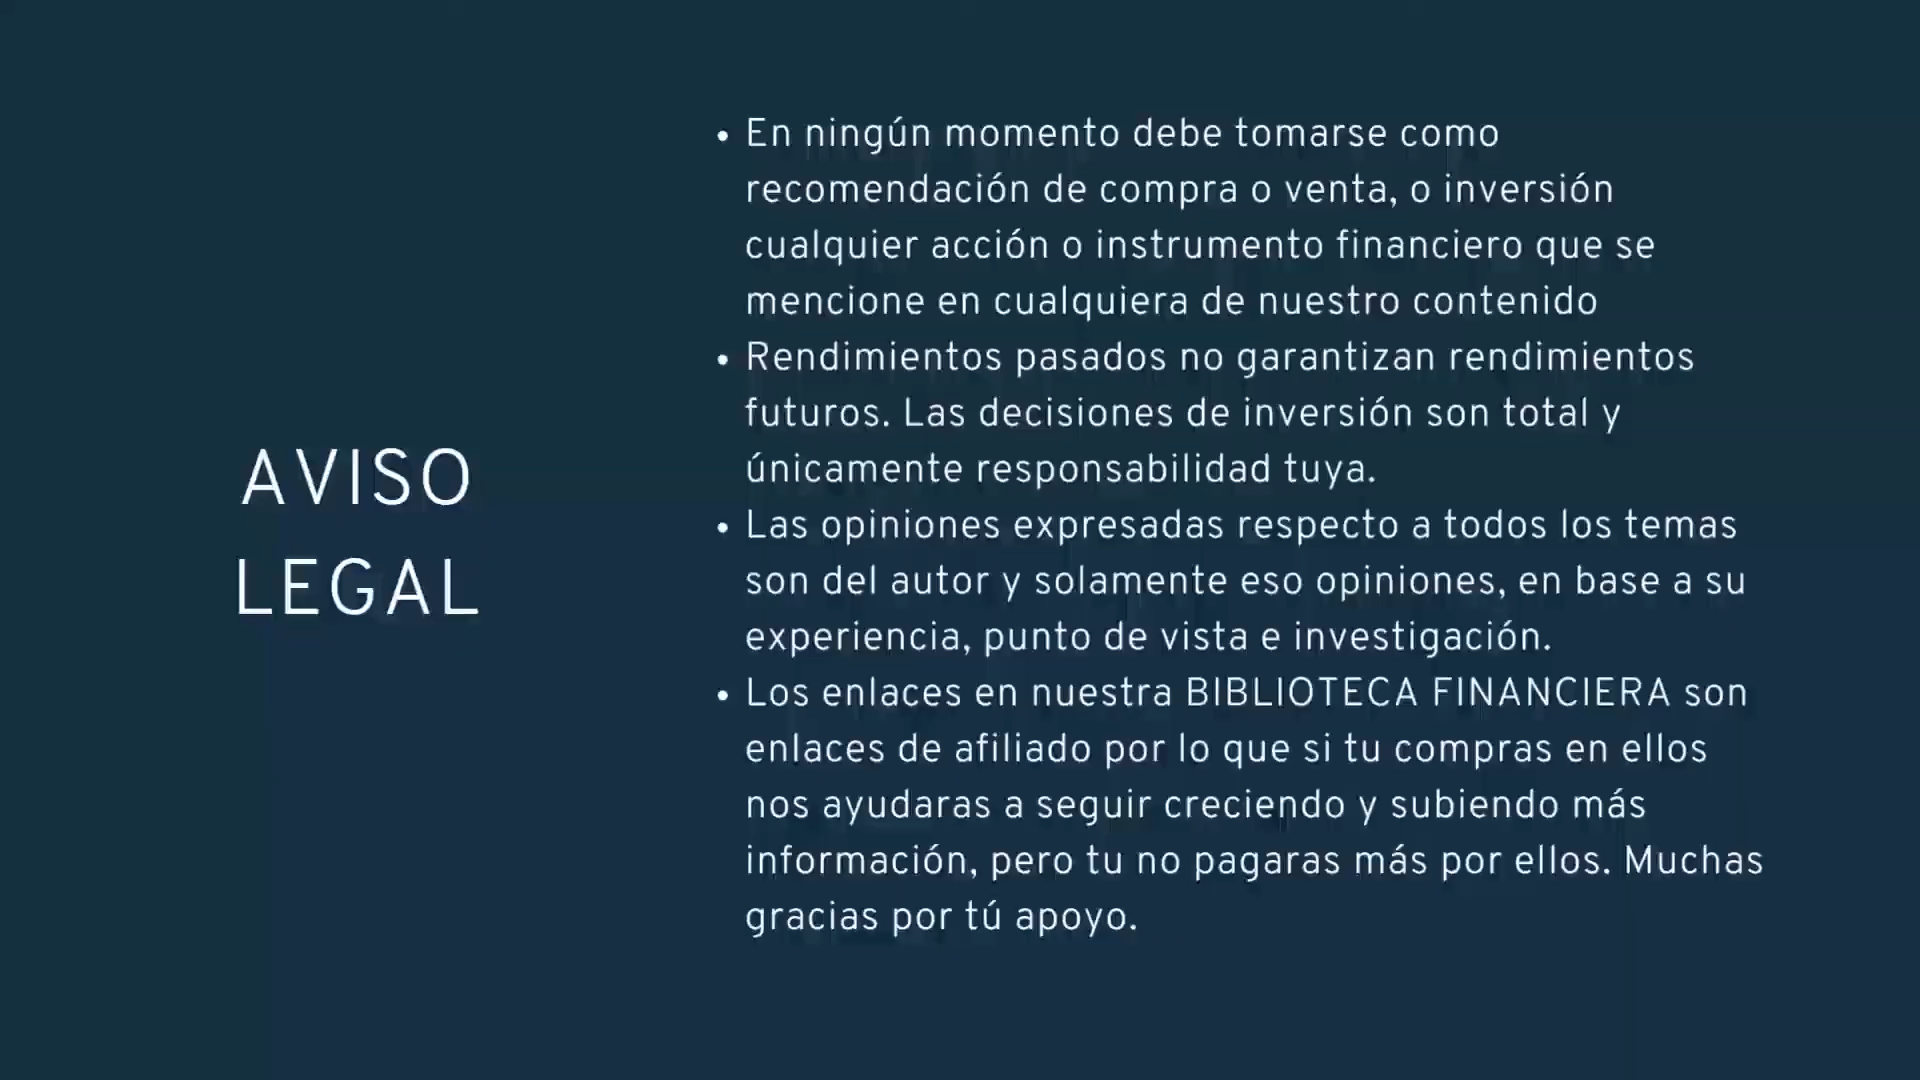 AVISO
LEGAL
• En ningún momento debe tomarse como
recomendación de compra o venta, o inversión
cualquier acción o instrumento financiero que se
mencione en cualquiera de nuestro contenido
• Rendimientos pasados no garantizan rendimientos
futuros. Las decisiones de inversión son total y
únicamente responsabilidad tuya.
• Las opiniones expresadas respecto a todos los temas
son del autor y solamente eso opiniones, en base a su
experiencia, punto de vista e investigación.
• Los enlaces en nuestra BIBLIOTECA FINANCIERA son
enlaces de afiliado por lo que si tu compras en ellos
nos ayudaras a seguir creciendo y subiendo más
información, pero tu no pagaras más por ellos. Muchas
gracias por tú apoyo.